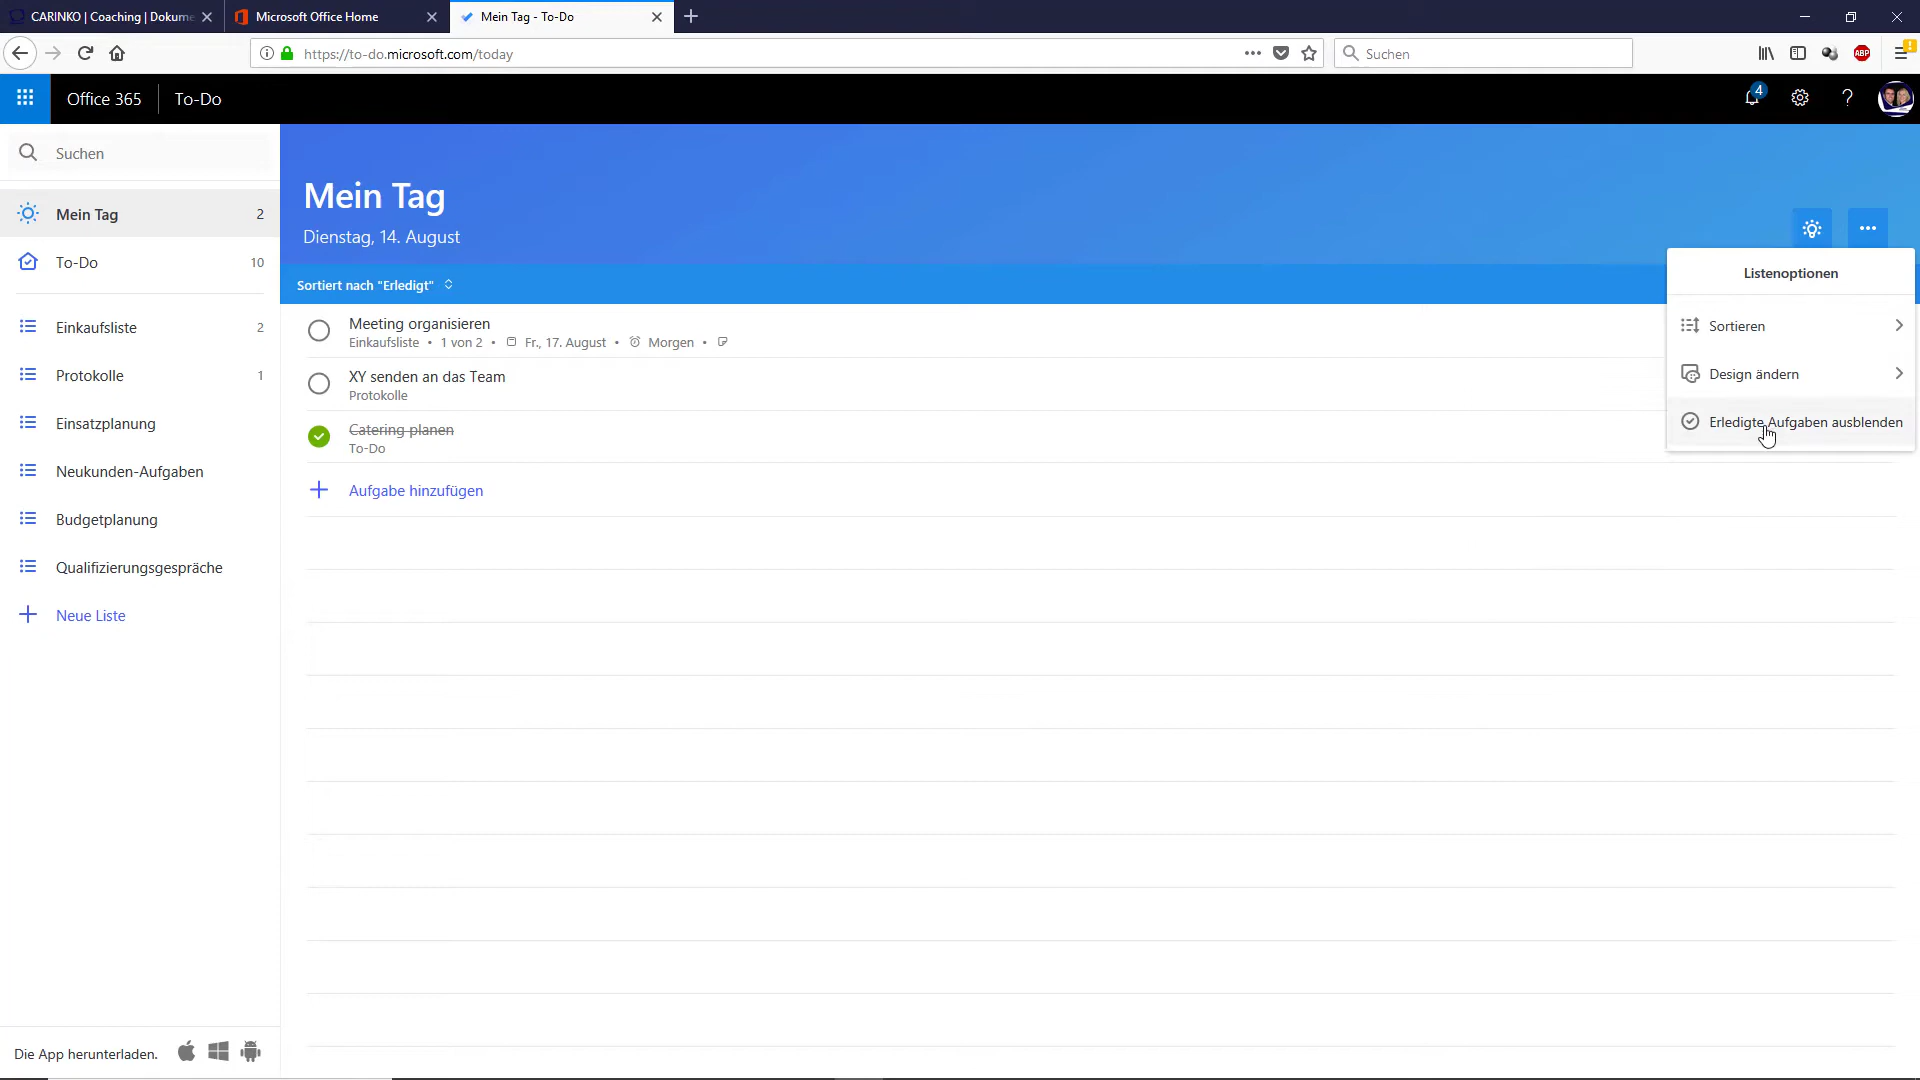 CARINKO | Coaching | Dokume
Microsoft Office Home
Mein Tag - To-Do
https://to-do.microsoft.com/today
Suchen
ABP
Office 365
To-Do
4
Suchen
Mein Tag 2
To-Do 10
Einkaufsliste 2
Protokolle 1
Einsatzplanung
Neukunden-Aufgaben
Budgetplanung
Qualifizierungsgespräche
Neue Liste
Die App herunterladen.
Mein Tag
Dienstag, 14. August
Sortiert nach "Erledigt"
Meeting organisieren
Einkaufsliste • 1 von 2 • Fr., 17. August • Morgen •
XY senden an das Team
Protokolle
Catering planen
To-Do
Aufgabe hinzufügen
Listenoptionen
Sortieren
Design ändern
Erledigte Aufgaben ausblenden